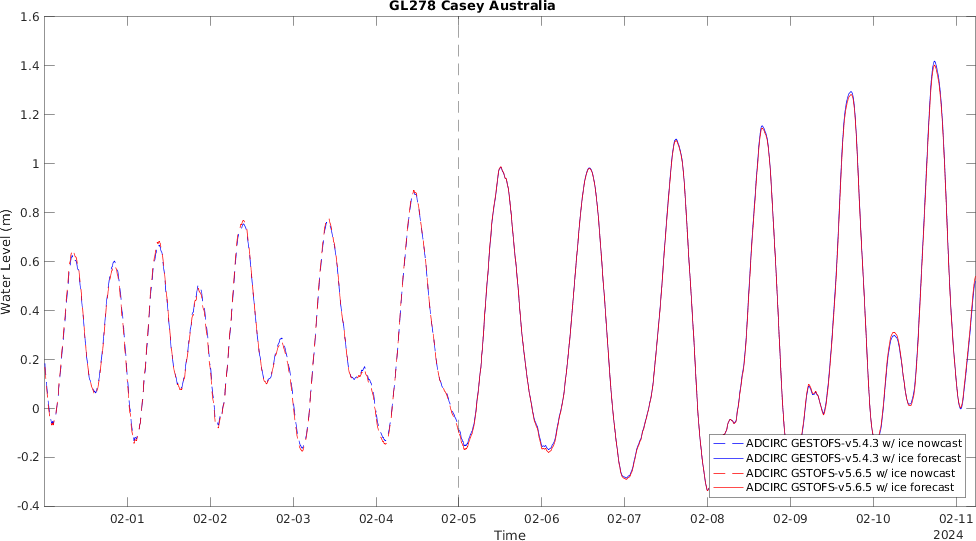 GL278 Casey Australia
1.6
1.4
1.2
1
0.8
0.6
0.4
0.2
0
-0.2
-0.4
Water Level (m)
ADCIRC GESTOFS-v5.4.3 w/ ice nowcast
ADCIRC GESTOFS-v5.4.3 w/ ice forecast
ADCIRC GSTOFS-v5.6.5 w/ ice nowcast
ADCIRC GSTOFS-v5.6.5 w/ ice forecast
02-01 02-02 02-03 02-04 02-05 02-06 02-07 02-08 02-09 02-10 02-11
Time 2024